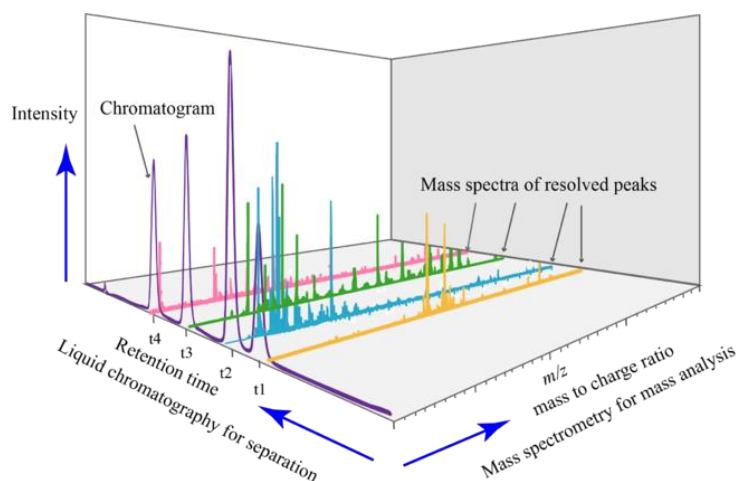 Intensity
Chromatogram
Mass spectra of resolved peaks
t4
t3
t2
t1
Retention time
Liquid chromatography for separation
m/z
mass to charge ratio
Mass spectrometry for mass analysis